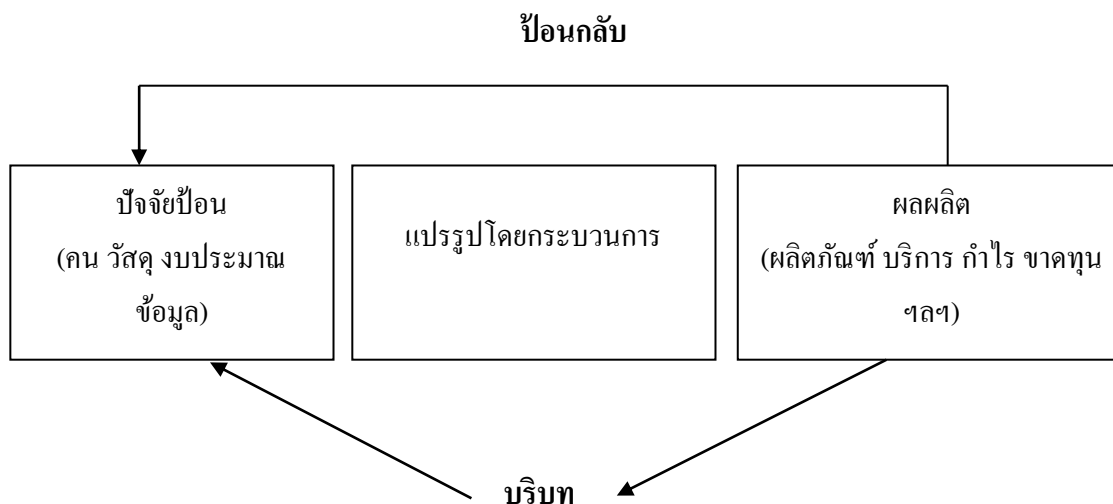 ป้อนกลับ
ปัจจัยป้อน
(คน วัสดุ งบประมาณ
ข้อมูล)
แปรรูปโดยกระบวนการ
ผลผลิต
(ผลิตภัณฑ์ บริการ กำไร ขาดทุน
ฯลฯ)
บริบท